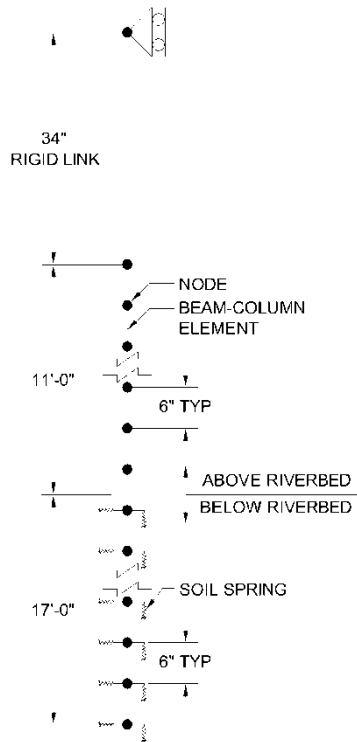 34"
RIGID LINK
NODE
BEAM-COLUMN
ELEMENT
11'-0"
6" TYP
ABOVE RIVERBED
BELOW RIVERBED
SOIL SPRING
17'-0"
6" TYP